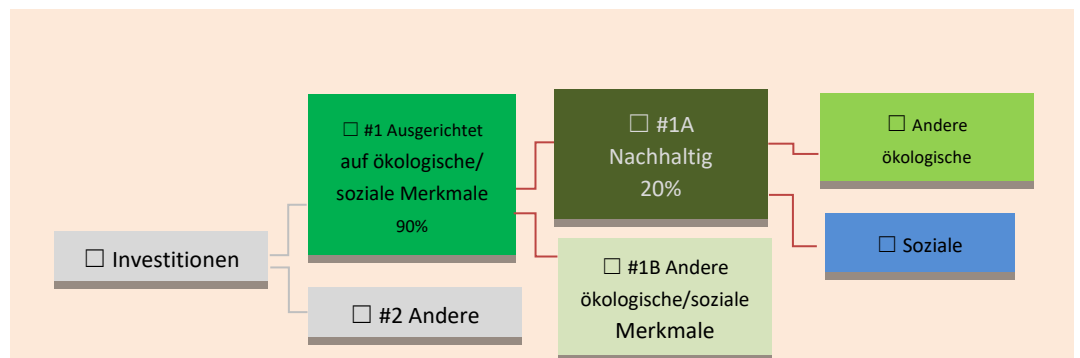 ☐ Investitionen
☐ #1 Ausgerichtet
auf ökologische/
soziale Merkmale
90%
☐ #2 Andere
☐ #1A
Nachhaltig
20%
☐ #1B Andere
ökologische/soziale
Merkmale
☐ Andere
ökologische
☐ Soziale